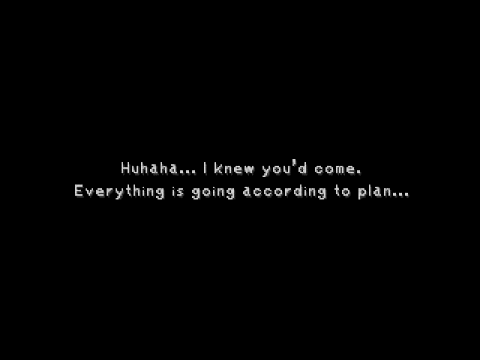 Huhaha... I knew you'd come.
Everything is going according to plan...